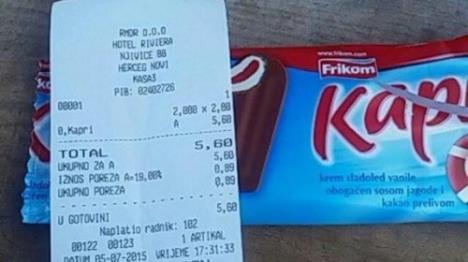 RMDR D.O.O
HOTEL RIVIERA
NJIVICE BB
HERCEG NOVI
KASA3
PIB: 02402726
1
00001 2,000 x 2,80
0,Kapri A 5,60
TOTAL 5,60
UKUPNO ZA A 5,60
IZNOS POREZA A=19,00% 0,89
UKUPNO POREZA 0,89
U GOTOVINI 5,60
Naplatio radnik: 102
00122 00123 1 ARTIKAL
DATUM 05-07-2015 VRIJEME 17:31:33
www.frikom.com
Frikom
Kap
krem sladoled vanile
obogaćen sosom jagode i
kakao prelivom